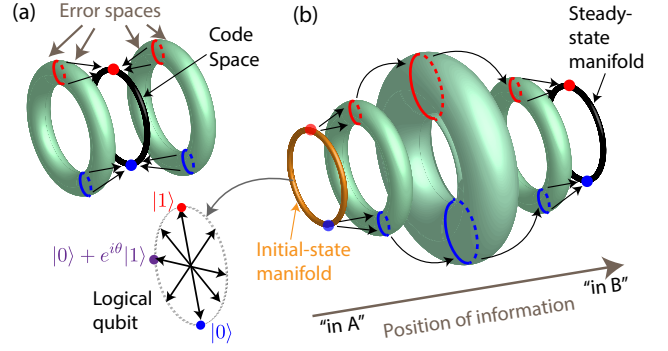 (a)
Error spaces
Code
Space
(b)
Steady-
state
manifold
|1⟩
|0⟩ + e^{iθ}|1⟩
Logical
qubit
|0⟩
Initial-state
manifold
“in A”
Position of information
“in B”